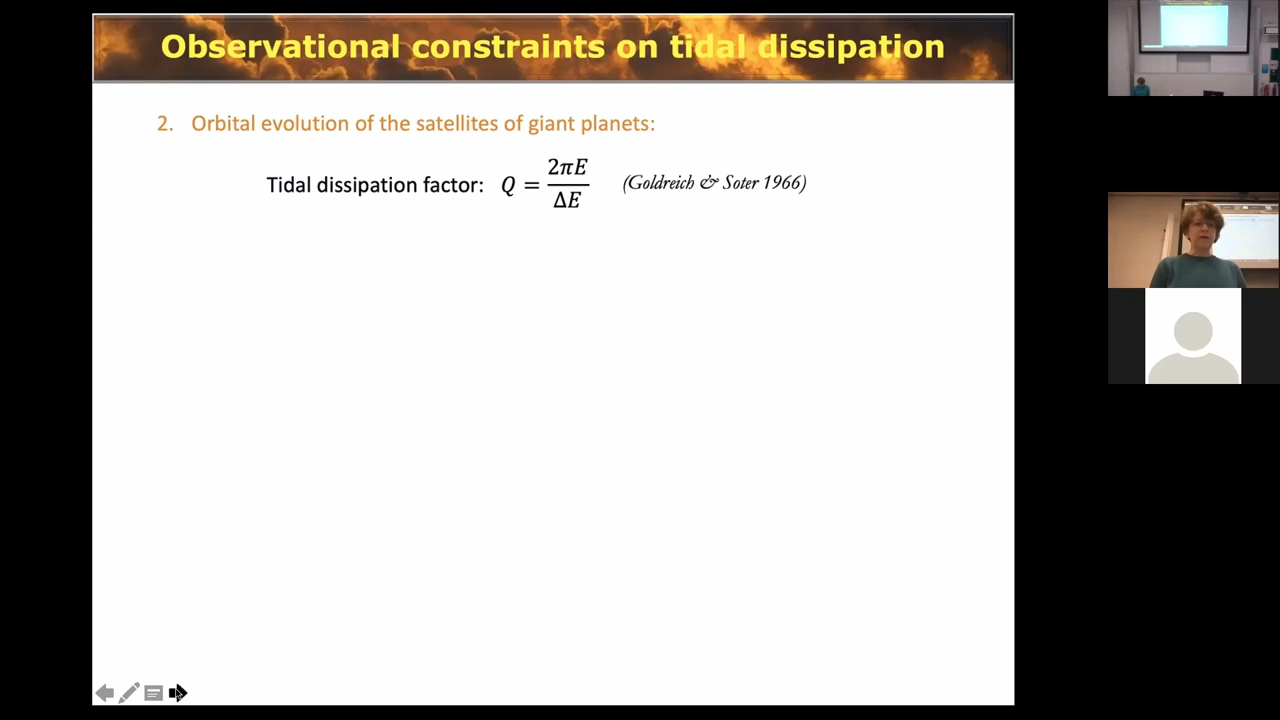 Observational constraints on tidal dissipation
2. Orbital evolution of the satellites of giant planets:
Tidal dissipation factor: Q = 2πE / ΔE (Goldreich & Soter 1966)